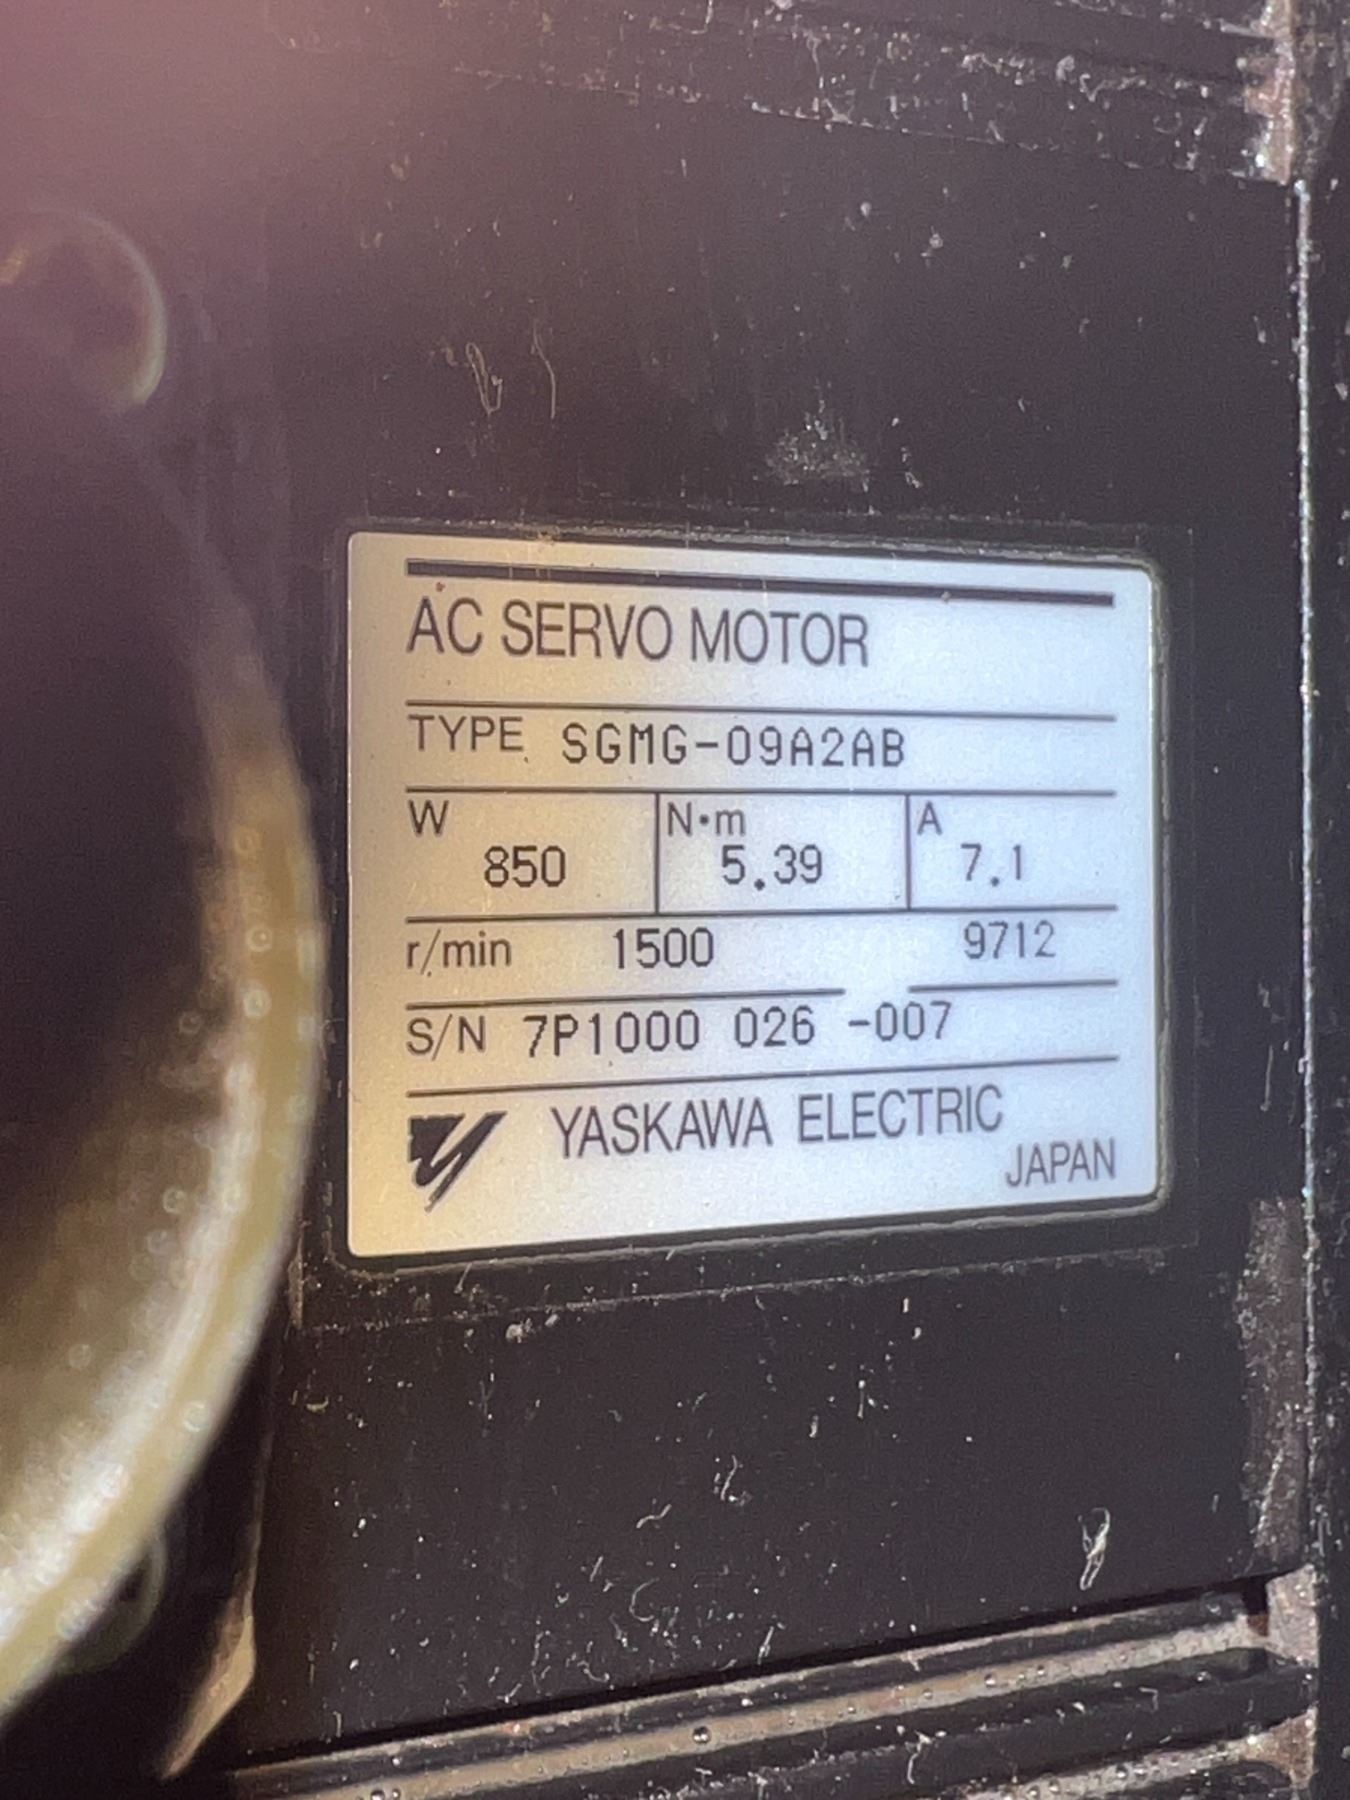 AC SERVO MOTOR
TYPE SGMG-09A2AB
W 850 N·m 5.39 A 7.1
r/min 1500 9712
S/N 7P1000 026 -007
YASKAWA ELECTRIC
JAPAN